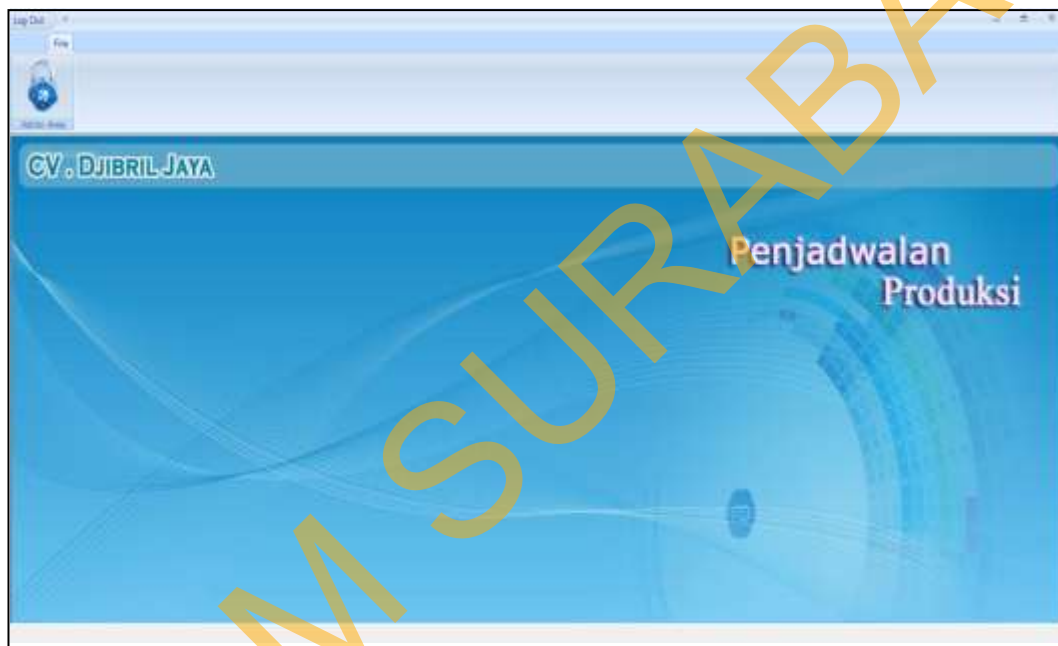 Log Out
File
CV. DJIBRIL JAYA
Penjadwalan
Produksi
M SURABA